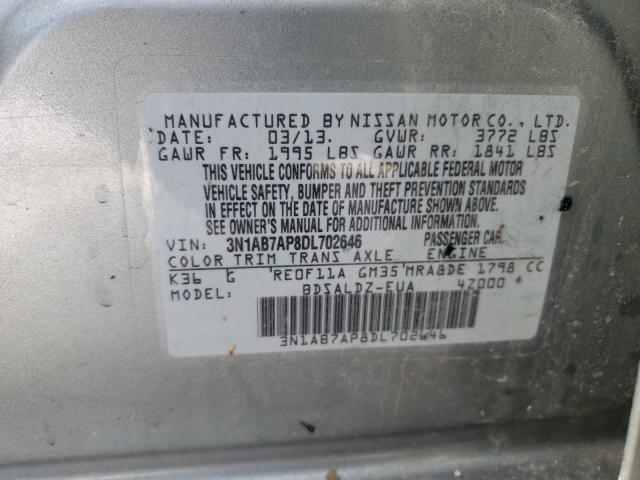 MANUFACTURED BY NISSAN MOTOR CO., LTD.
DATE: 03/13. GVWR: 3772 LBS
GAWR FR: 1995 LBS GAWR RR: 1841 LBS
THIS VEHICLE CONFORMS TO ALL APPLICABLE FEDERAL MOTOR
VEHICLE SAFETY, BUMPER AND THEFT PREVENTION STANDARDS
IN EFFECT ON THE DATE OF MANUFACTURE SHOWN ABOVE.
SEE OWNER'S MANUAL FOR ADDITIONAL INFORMATION.
VIN: 3N1AB7AP8DL702646 PASSENGER CAR.
COLOR TRIM TRANS AXLE ENGINE
K36 G RE0F11A GM35 MRA8DE 1798 CC
MODEL: BDSALDZ-EUA 4Z000
3N1AB7AP8DL702646